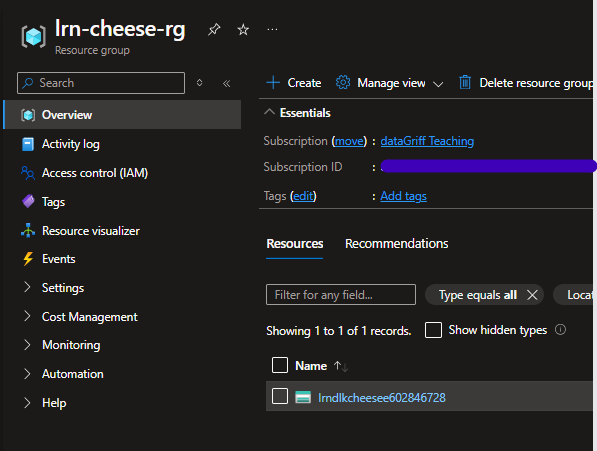 lrn-cheese-rg
Resource group
Search
Overview
Activity log
Access control (IAM)
Tags
Resource visualizer
Events
Settings
Cost Management
Monitoring
Automation
Help
Create Manage view Delete resource group
Essentials
Subscription (move) : dataGriff Teaching
Subscription ID :
Tags (edit) : Add tags
Resources Recommendations
Filter for any field... Type equals all Locat
Showing 1 to 1 of 1 records. Show hidden types
Name
lrndlkcheesee602846728